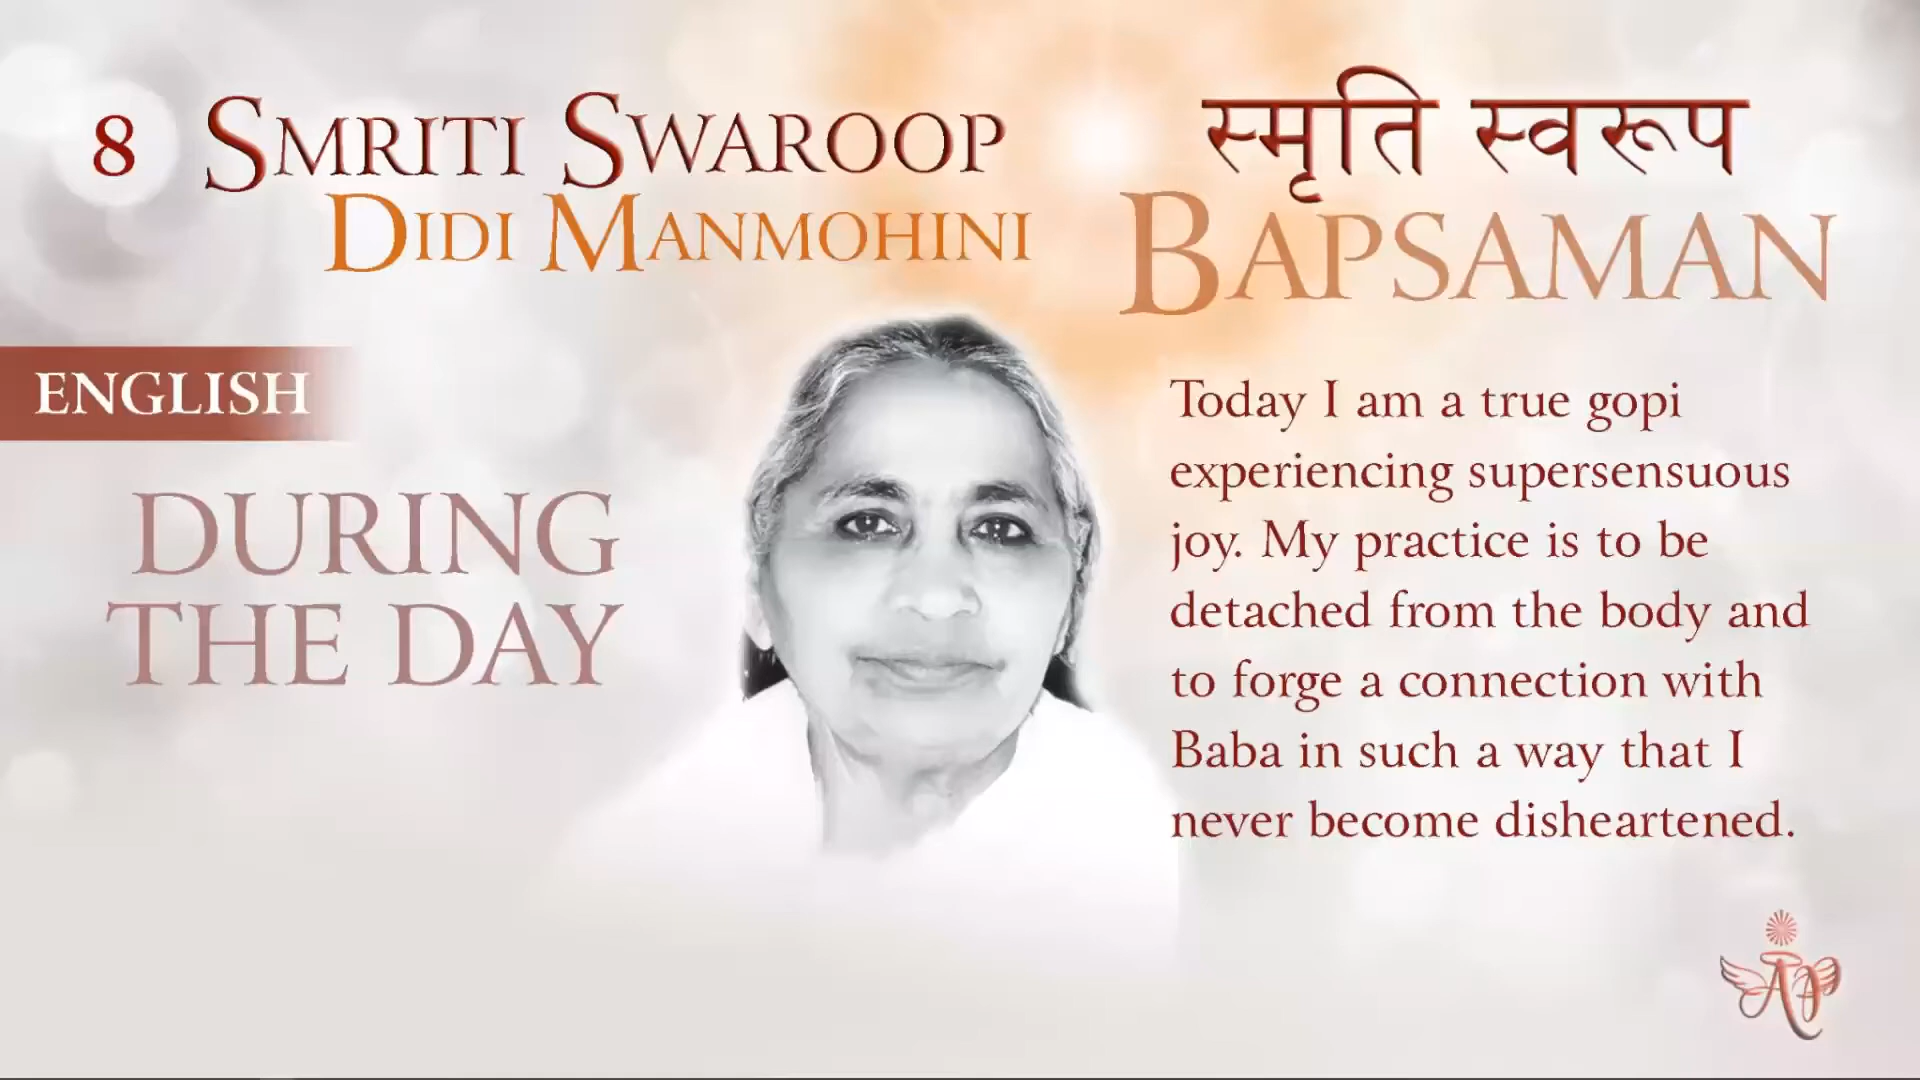 8
SMRITI SWAROOP
DIDI MANMOHINI
स्मृति स्वरूप
BAPSAMAN
ENGLISH
DURING
THE DAY
Today I am a true gopi
experiencing supersensuous
joy. My practice is to be
detached from the body and
to forge a connection with
Baba in such a way that I
never become disheartened.